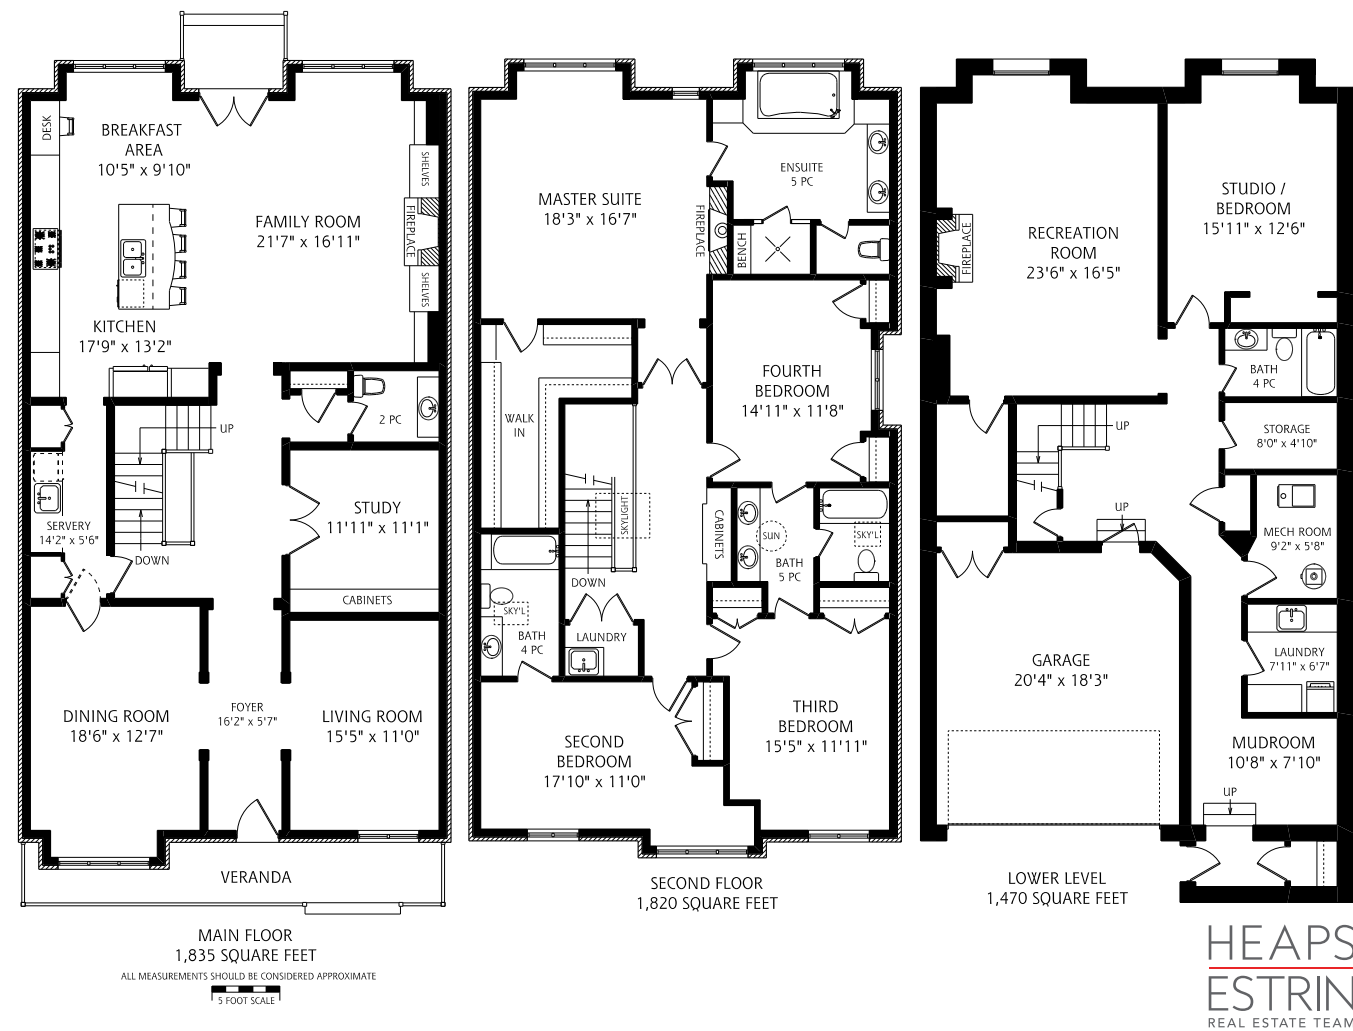 DESK
BREAKFAST
AREA
10'5" x 9'10"
SHELVES
FAMILY ROOM
21'7" x 16'11"
FIREPLACE
SHELVES
KITCHEN
17'9" x 13'2"
UP
2 PC
SERVERY
14'2" x 5'6"
DOWN
STUDY
11'11" x 11'1"
CABINETS
DINING ROOM
18'6" x 12'7"
FOYER
16'2" x 5'7"
LIVING ROOM
15'5" x 11'0"
VERANDA
MAIN FLOOR
1,835 SQUARE FEET
ALL MEASUREMENTS SHOULD BE CONSIDERED APPROXIMATE
5 FOOT SCALE
MASTER SUITE
18'3" x 16'7"
ENSUITE
5 PC
FIREPLACE
BENCH
WALK
IN
FOURTH
BEDROOM
14'11" x 11'8"
SKYLIGHT
DOWN
CABINETS
SUN
BATH
5 PC
SKY'L
SKY'L
BATH
4 PC
LAUNDRY
SECOND
BEDROOM
17'10" x 11'0"
THIRD
BEDROOM
15'5" x 11'11"
SECOND FLOOR
1,820 SQUARE FEET
RECREATION
ROOM
23'6" x 16'5"
FIREPLACE
STUDIO /
BEDROOM
15'11" x 12'6"
BATH
4 PC
STORAGE
8'0" x 4'10"
UP
UP
MECH ROOM
9'2" x 5'8"
LAUNDRY
7'11" x 6'7"
GARAGE
20'4" x 18'3"
MUDROOM
10'8" x 7'10"
UP
LOWER LEVEL
1,470 SQUARE FEET
HEAPS
ESTRIN
REAL ESTATE TEAM